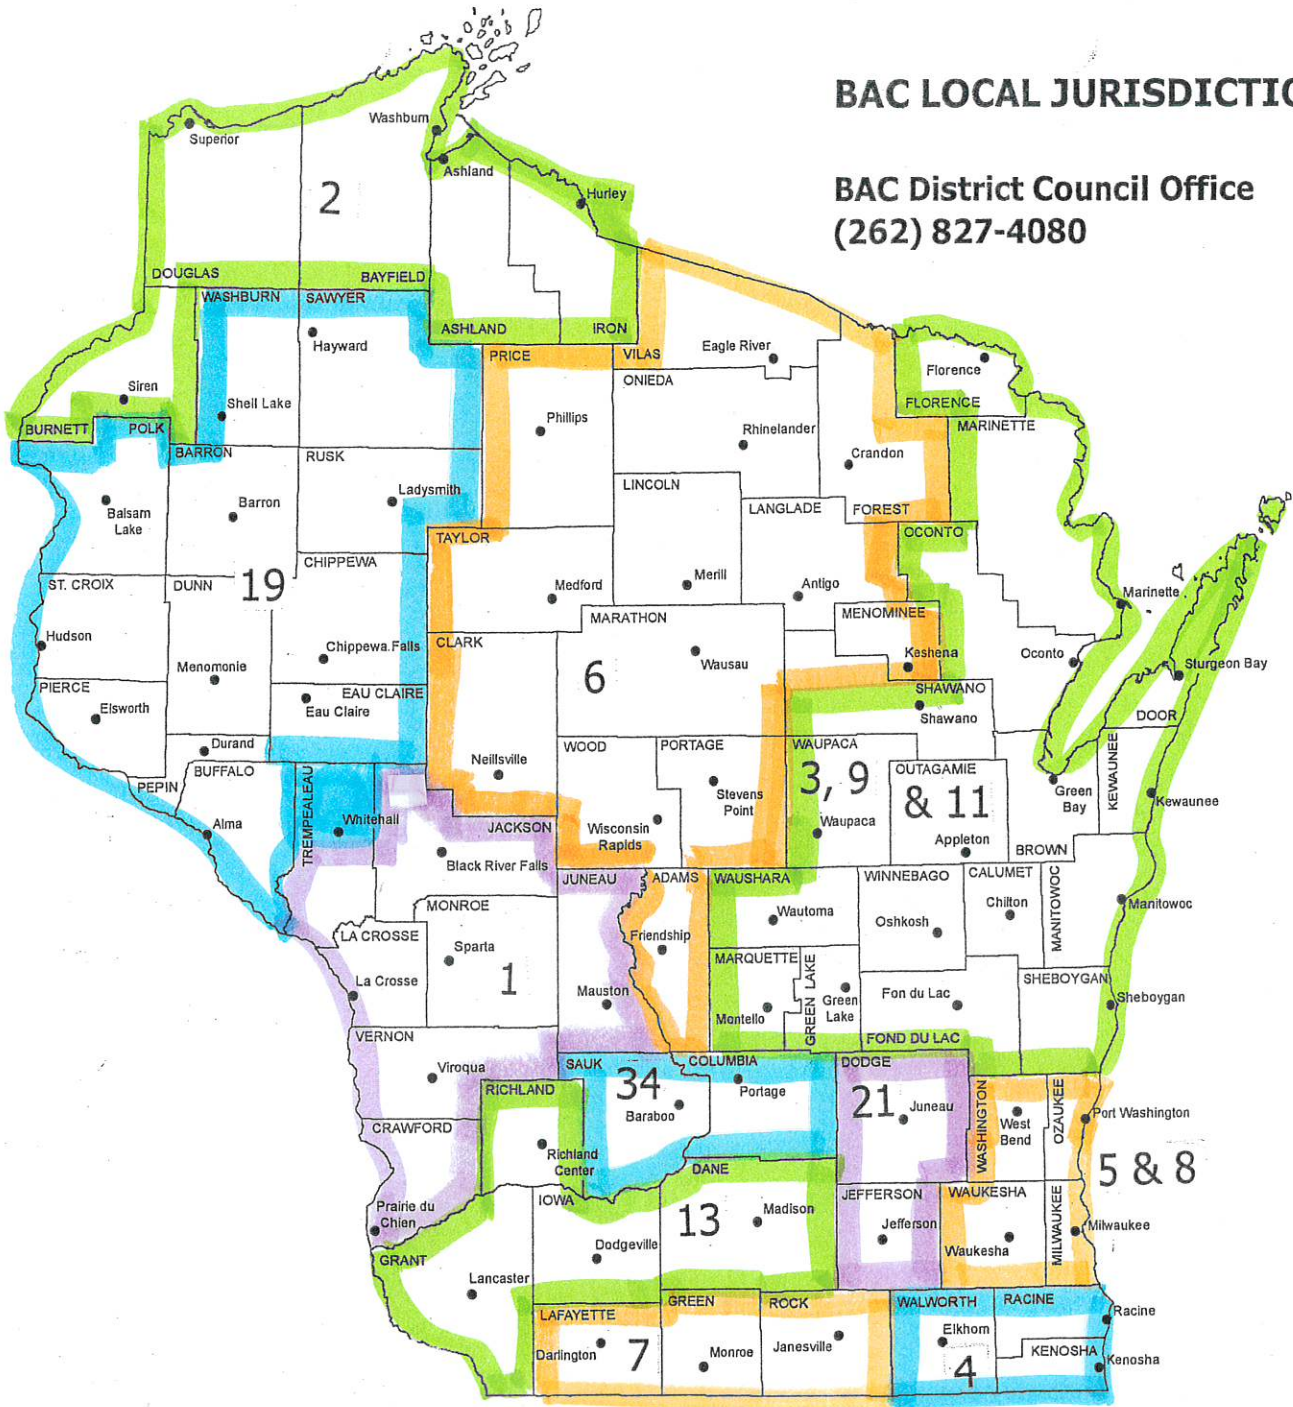 BAC LOCAL JURISDICTIO
BAC District Council Office
(262) 827-4080
Superior
Washburn
Ashland
Hurley
2
DOUGLAS
BAYFIELD
WASHBURN
SAWYER
ASHLAND
IRON
Hayward
PRICE
VILAS
Eagle River
ONIEDA
Florence
FLORENCE
Siren
Shell Lake
BURNETT
POLK
BARRON
RUSK
Phillips
Rhinelander
Crandon
MARINETTE
Balsam
Lake
Barron
Ladysmith
LINCOLN
LANGLADE
FOREST
TAYLOR
OCONTO
CHIPPEWA
ST. CROIX
DUNN
19
Medford
Merill
Antigo
Marinette
MARATHON
MENOMINEE
Hudson
CLARK
Chippewa.Falls
Wausau
Keshena
Oconto
Menomonie
6
Sturgeon Bay
PIERCE
EAU CLAIRE
SHAWANO
Elsworth
Eau Claire
Shawano
DOOR
Durand
WOOD
PORTAGE
WAUPACA
OUTAGAMIE
KEWAUNEE
BUFFALO
PEPIN
Neillsville
3, 9
& 11
Green
Bay
Kewaunee
TREMPEALEAU
Stevens
Point
Alma
Whitehall
JACKSON
Wisconsin
Rapids
Waupaca
Appleton
BROWN
Black River Falls
JUNEAU
ADAMS
WAUSHARA
WINNEBAGO
CALUMET
MANITOWOC
MONROE
Wautoma
Oshkosh
Chilton
Manitowoc
LA CROSSE
Sparta
Friendship
MARQUETTE
GREEN LAKE
La Crosse
1
Mauston
Montello
Green
Lake
Fon du Lac
SHEBOYGAN
Sheboygan
VERNON
FOND DU LAC
SAUK
COLUMBIA
DODGE
Viroqua
34
Portage
RICHLAND
Baraboo
21
Juneau
WASHINGTON
West
Bend
OZAUKEE
Port Washington
CRAWFORD
Richland
Center
DANE
5 & 8
IOWA
JEFFERSON
WAUKESHA
MILWAUKEE
Prairie du
Chien
13
Madison
Jefferson
Milwaukee
Waukesha
GRANT
Dodgeville
Lancaster
LAFAYETTE
GREEN
ROCK
WALWORTH
RACINE
Racine
Darlington
7
Monroe
Janesville
Elkhorn
4
KENOSHA
Kenosha